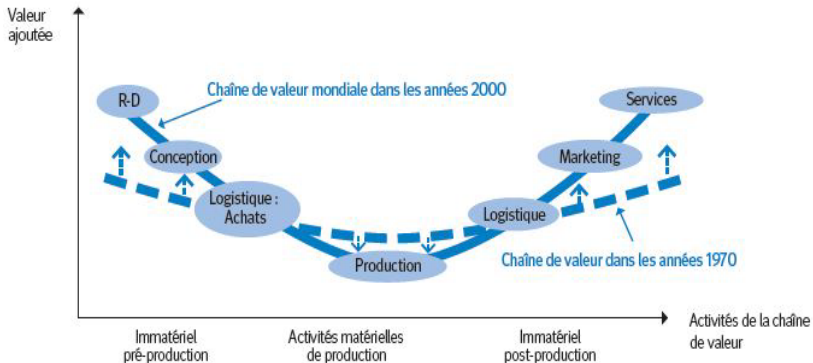 Valeur
ajoutée
R-D
Chaîne de valeur mondiale dans les années 2000
Services
Conception
Marketing
Logistique :
Achats
Logistique
Production
Chaîne de valeur dans les années 1970
Activités de la chaîne
de valeur
Immatériel
pré-production
Activités matérielles
de production
Immatériel
post-production